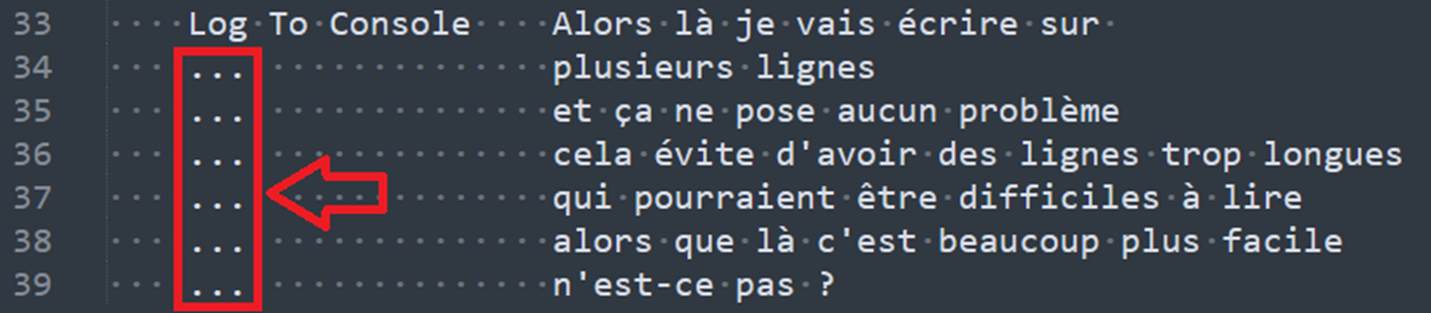 33 Log To Console Alors là je vais écrire sur
34 ... plusieurs lignes
35 ... et ça ne pose aucun problème
36 ... cela évite d'avoir des lignes trop longues
37 ... qui pourraient être difficiles à lire
38 ... alors que là c'est beaucoup plus facile
39 ... n'est-ce pas ?